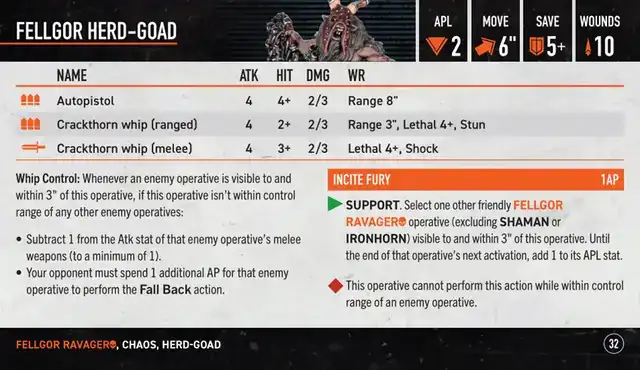 FELLGOR HERD-GOAD
APL
2
MOVE
6"
SAVE
5+
WOUNDS
10
NAME ATK HIT DMG WR
Autopistol 4 4+ 2/3 Range 8"
Crackthorn whip (ranged) 4 2+ 2/3 Range 3", Lethal 4+, Stun
Crackthorn whip (melee) 4 3+ 2/3 Lethal 4+, Shock
Whip Control: Whenever an enemy operative is visible to and
within 3" of this operative, if this operative isn't within control
range of any other enemy operatives:
• Subtract 1 from the Atk stat of that enemy operative's melee
weapons (to a minimum of 1).
• Your opponent must spend 1 additional AP for that enemy
operative to perform the Fall Back action.
INCITE FURY 1AP
SUPPORT. Select one other friendly FELLGOR
RAVAGER operative (excluding SHAMAN or
IRONHORN) visible to and within 3" of this operative. Until
the end of that operative's next activation, add 1 to its APL stat.
This operative cannot perform this action while within control
range of an enemy operative.
FELLGOR RAVAGER, CHAOS, HERD-GOAD
32